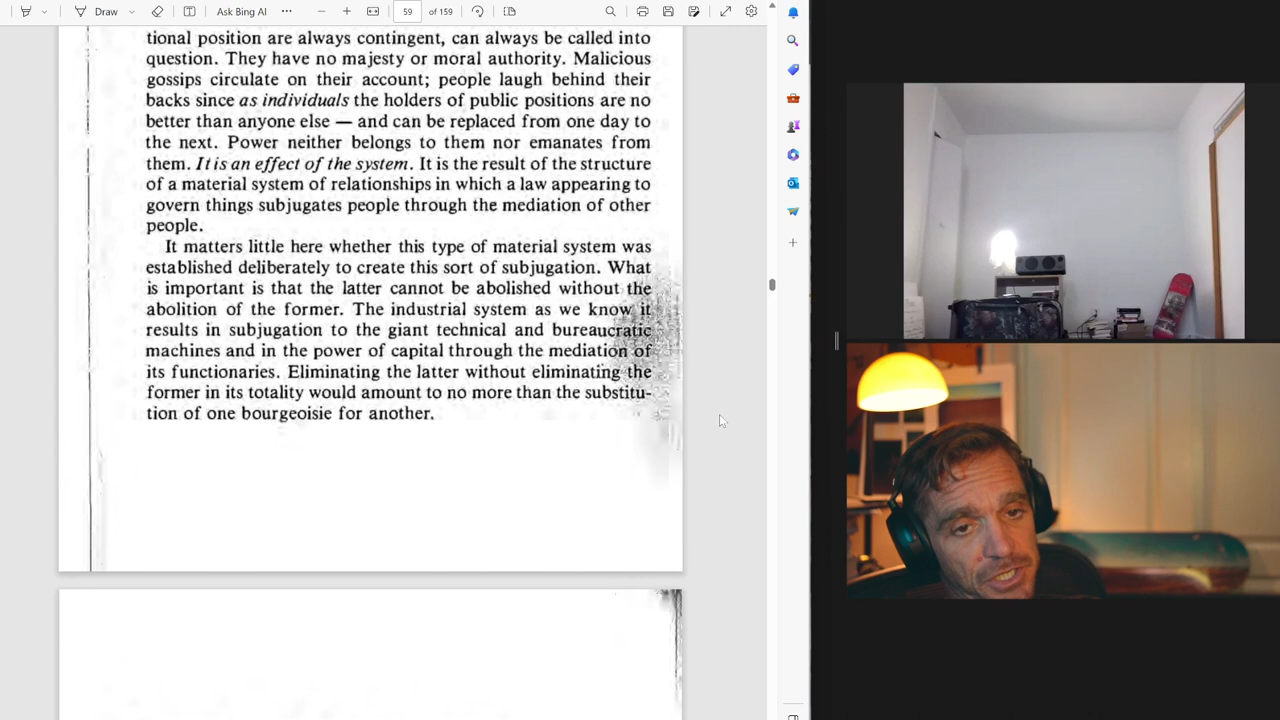 Draw
Ask Bing AI
59 of 159
tional position are always contingent, can always be called into
question. They have no majesty or moral authority. Malicious
gossips circulate on their account; people laugh behind their
backs since as individuals the holders of public positions are no
better than anyone else — and can be replaced from one day to
the next. Power neither belongs to them nor emanates from
them. It is an effect of the system. It is the result of the structure
of a material system of relationships in which a law appearing to
govern things subjugates people through the mediation of other
people.
It matters little here whether this type of material system was
established deliberately to create this sort of subjugation. What
is important is that the latter cannot be abolished without the
abolition of the former. The industrial system as we know it
results in subjugation to the giant technical and bureaucratic
machines and in the power of capital through the mediation of
its functionaries. Eliminating the latter without eliminating the
former in its totality would amount to no more than the substitu-
tion of one bourgeoisie for another.